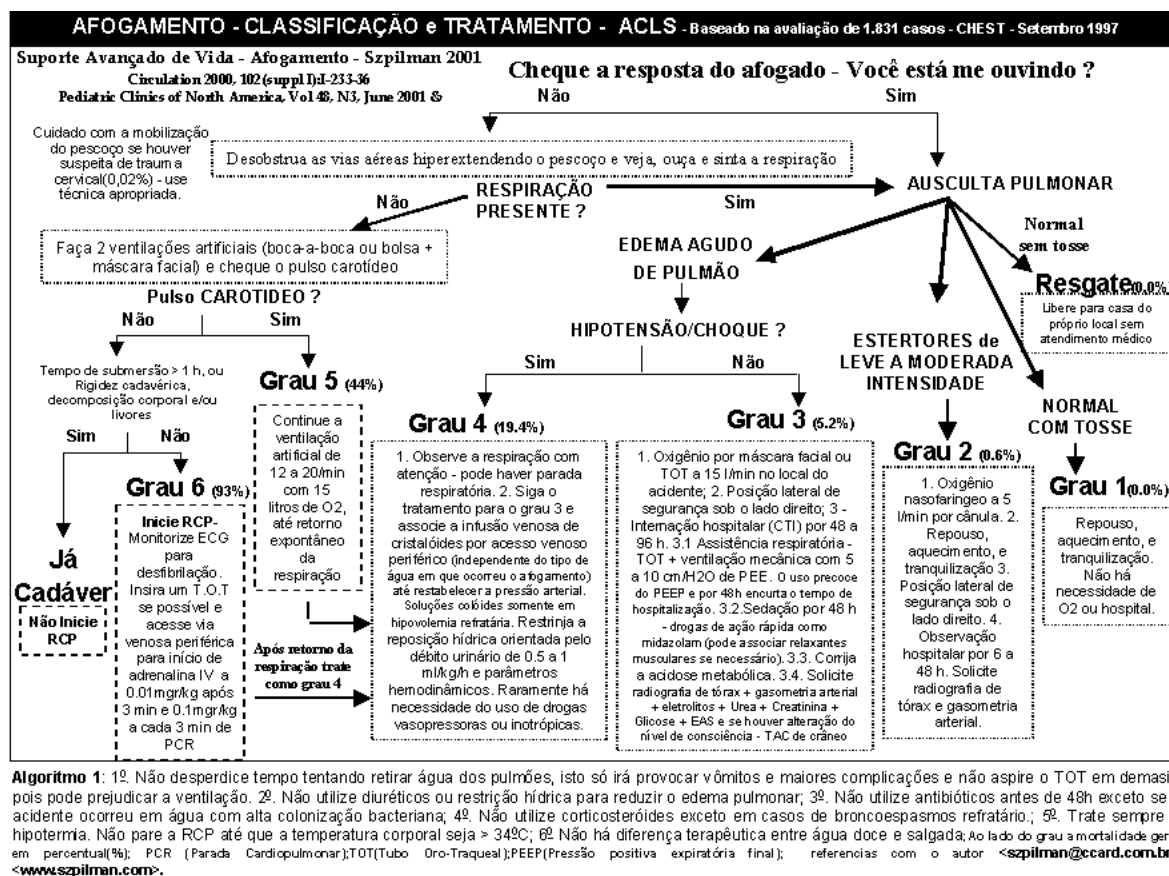 AFOGAMENTO - CLASSIFICAÇÃO e TRATAMENTO - ACLS - Baseado na avaliação de 1.831 casos - CHEST - Setembro 1997
Suporte Avançado de Vida - Afogamento - Szpilman 2001
Circulation 2000, 102(suppl I):I-233-36
Pediatric Clinics of North America, Vol 48, N3, June 2001 &
Cheque a resposta do afogado - Você está me ouvindo ?
Não
Sim
Cuidado com a mobilização
do pescoço se houver
suspeita de trauma
cervical(0,02%) - use
técnica apropriada.
Desobstrua as vias aéreas hiperextendendo o pescoço e veja, ouça e sinta a respiração
RESPIRAÇÃO
PRESENTE ?
Não
Sim
AUSCULTA PULMONAR
Faça 2 ventilações artificiais (boca-a-boca ou bolsa +
máscara facial) e cheque o pulso carotídeo
EDEMA AGUDO
DE PULMÃO
Normal
sem tosse
Resgate(0.0%)
Libere para casa do
próprio local sem
atendimento médico
Pulso CAROTIDEO ?
Não
Sim
HIPOTENSÃO/CHOQUE ?
Sim
Não
ESTERTORES de
LEVE A MODERADA
INTENSIDADE
NORMAL
COM TOSSE
Tempo de submersão > 1 h, ou
Rigidez cadavérica,
decomposição corporal e/ou
livores
Sim
Não
Já
Cadáver
Não Inicie
RCP
Grau 6 (93%)
Inicie RCP-
Monitorize ECG
para
desfibrilação.
Insira um T.O.T
se possível e
acesse via
venosa periférica
para início de
adrenalina IV a
0.01mgr/kg após
3 min e 0.1mgr/kg
a cada 3 min de
PCR
Grau 5 (44%)
Continue a
ventilação
artificial de
12 a 20/min
com 15
litros de O2,
até retorno
expontâneo
da
respiração
Após retorno da
respiração trate
como grau 4
Grau 4 (19.4%)
1. Observe a respiração com
atenção - pode haver parada
respiratória. 2. Siga o
tratamento para o grau 3 e
associe a infusão venosa de
cristalóides por acesso venoso
periférico (independente do tipo de
água em que ocorreu o afogamento)
até restabelecer a pressão arterial.
Soluções colóides somente em
hipovolemia refratária. Restrinja a
reposição hídrica orientada pelo
débito urinário de 0.5 a 1
ml/kg/h e parâmetros
hemodinâmicos. Raramente há
necessidade do uso de drogas
vasopressoras ou inotrópicas.
Grau 3 (5.2%)
1. Oxigênio por máscara facial ou
TOT a 15 l/min no local do
acidente; 2. Posição lateral de
segurança sob o lado direito; 3 -
Internação hospitalar (CTI) por 48 a
96 h. 3.1 Assistência respiratória -
TOT + ventilação mecânica com 5
a 10 cm/H2O de PEE. O uso precoce
do PEEP e por 48h encurta o tempo de
hospitalização. 3.2.Sedação por 48 h
- drogas de ação rápida como
midazolam (pode associar relaxantes
musculares se necessário). 3.3. Corrija
a acidose metabólica. 3.4. Solicite
radiografia de tórax + gasometria arterial
+ eletrolitos + Urea + Creatinina +
Glicose + EAS e se houver alteração do
nível de consciência - TAC de crâneo
Grau 2 (0.6%)
1. Oxigênio
nasofaringeo a 5
l/min por cânula. 2.
Repouso,
aquecimento, e
tranquilização 3.
Posição lateral de
segurança sob o
lado direito. 4.
Observação
hospitalar por 6 a
48 h. Solicite
radiografia de
tórax e gasometria
arterial.
Grau 1(0.0%)
Repouso,
aquecimento, e
tranquilização.
Não há
necessidade de
O2 ou hospital.
Algoritmo 1: 1º. Não desperdice tempo tentando retirar água dos pulmões, isto só irá provocar vômitos e maiores complicações e não aspire o TOT em demasi
pois pode prejudicar a ventilação. 2º. Não utilize diuréticos ou restrição hídrica para reduzir o edema pulmonar; 3º. Não utilize antibióticos antes de 48h exceto se
acidente ocorreu em água com alta colonização bacteriana; 4º. Não utilize corticosteróides exceto em casos de broncoespasmos refratário.; 5º. Trate sempre
hipotermia. Não pare a RCP até que a temperatura corporal seja > 34ºC; 6º Não há diferença terapêutica entre água doce e salgada; Ao lado do grau a mortalidade ger
em percentual(%); PCR (Parada Cardiopulmonar);TOT(Tubo Oro-Traqueal);PEEP(Pressão positiva expiratória final); referencias com o autor <szpilman@ccard.com.br
<www.szpilman.com>.